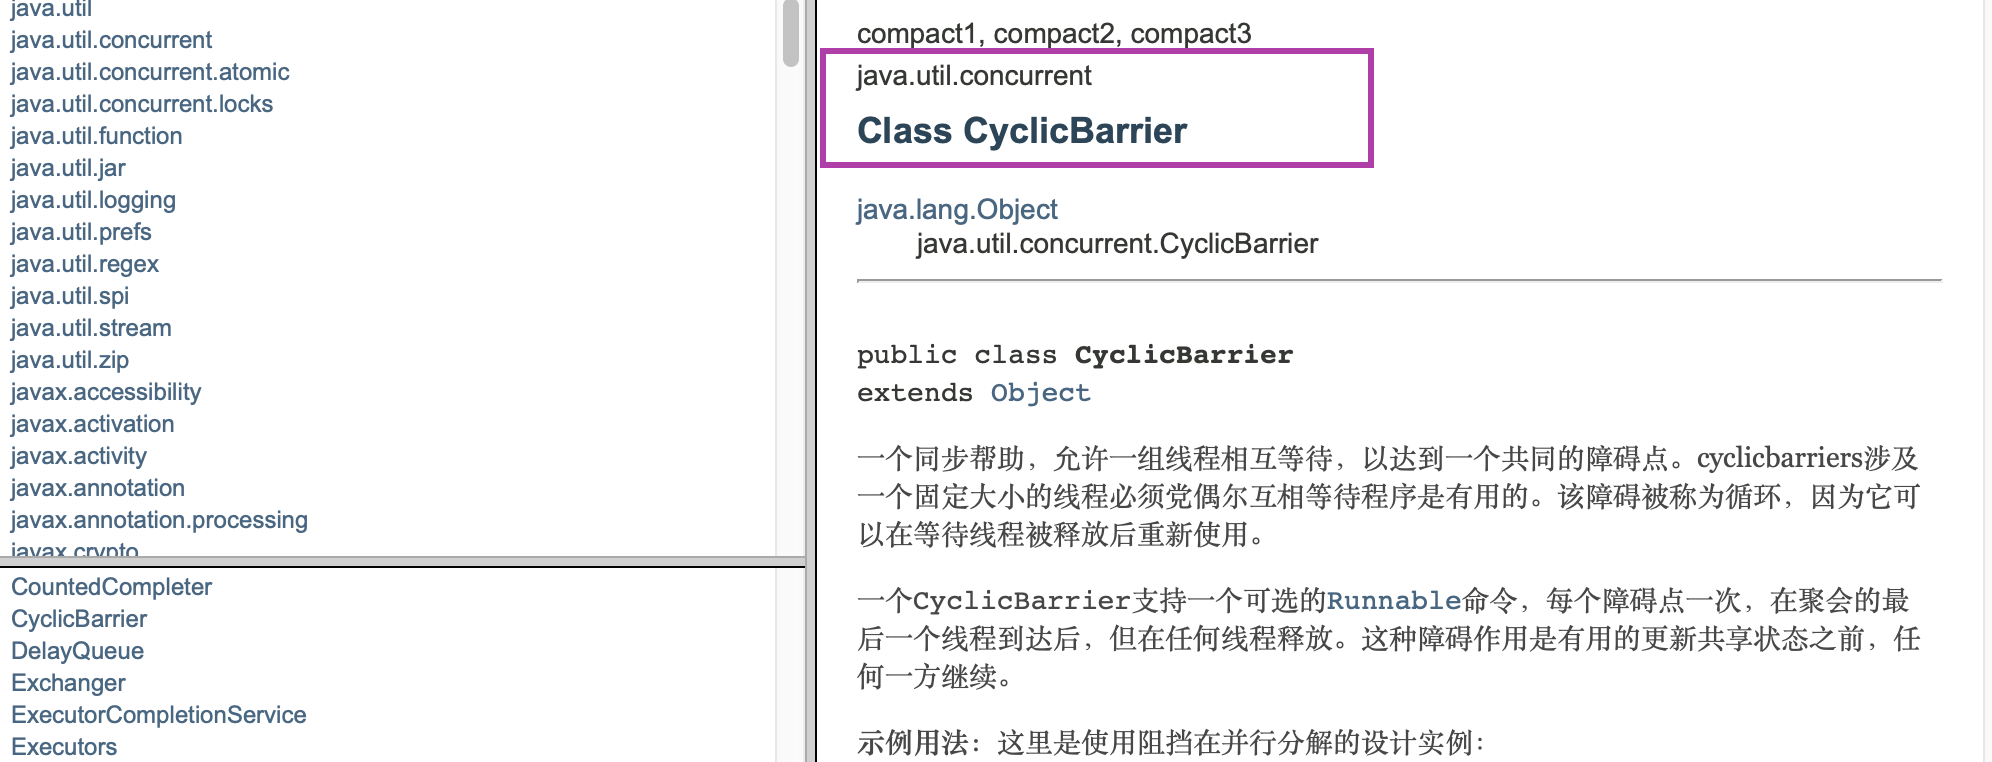 java.util
java.util.concurrent
java.util.concurrent.atomic
java.util.concurrent.locks
java.util.function
java.util.jar
java.util.logging
java.util.prefs
java.util.regex
java.util.spi
java.util.stream
java.util.zip
javax.accessibility
javax.activation
javax.activity
javax.annotation
javax.annotation.processing
javax.crypto
CountedCompleter
CyclicBarrier
DelayQueue
Exchanger
ExecutorCompletionService
Executors
compact1, compact2, compact3
java.util.concurrent
Class CyclicBarrier
java.lang.Object
java.util.concurrent.CyclicBarrier
public class CyclicBarrier
extends Object
一个同步帮助，允许一组线程相互等待，以达到一个共同的障碍点。cyclicbarriers涉及
一个固定大小的线程必须党偶尔互相等待程序是有用的。该障碍被称为循环，因为它可
以在等待线程被释放后重新使用。
一个CyclicBarrier支持一个可选的Runnable命令，每个障碍点一次，在聚会的最
后一个线程到达后，但在任何线程释放。这种障碍作用是有用的更新共享状态之前，任
何一方继续。
示例用法：这里是使用阻挡在并行分解的设计实例：